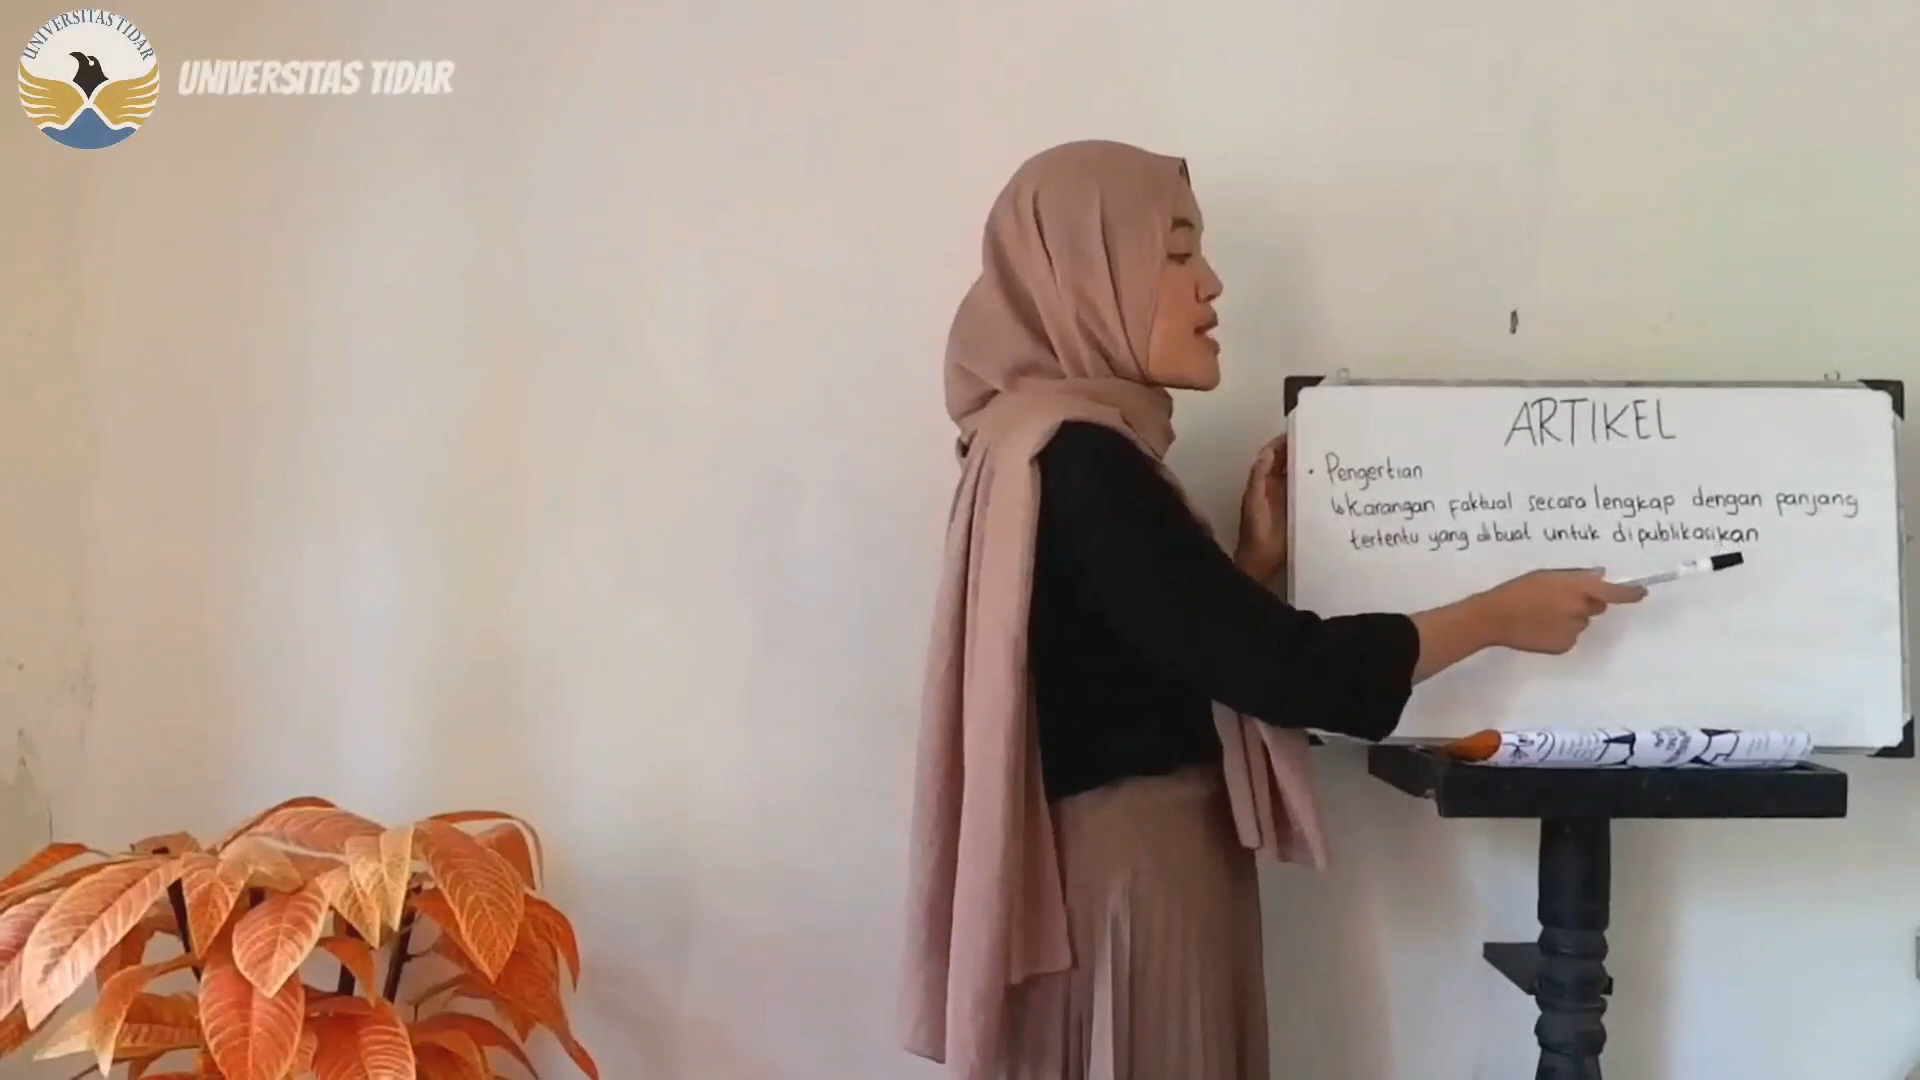 UNIVERSITAS TIDAR
UNIVERSITAS TIDAR
ARTIKEL
• Pengertian
↳ Karangan faktual secara lengkap dengan panjang
tertentu yang dibuat untuk dipublikasikan